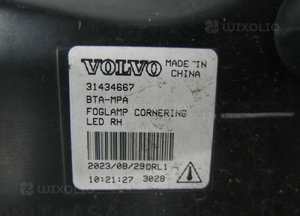 VOLVO MADE IN CHINA
31434667
BTA-MPA
FOGLAMP CORNERING
LED RH
2023/08/29DRL1
10:21:27 3028